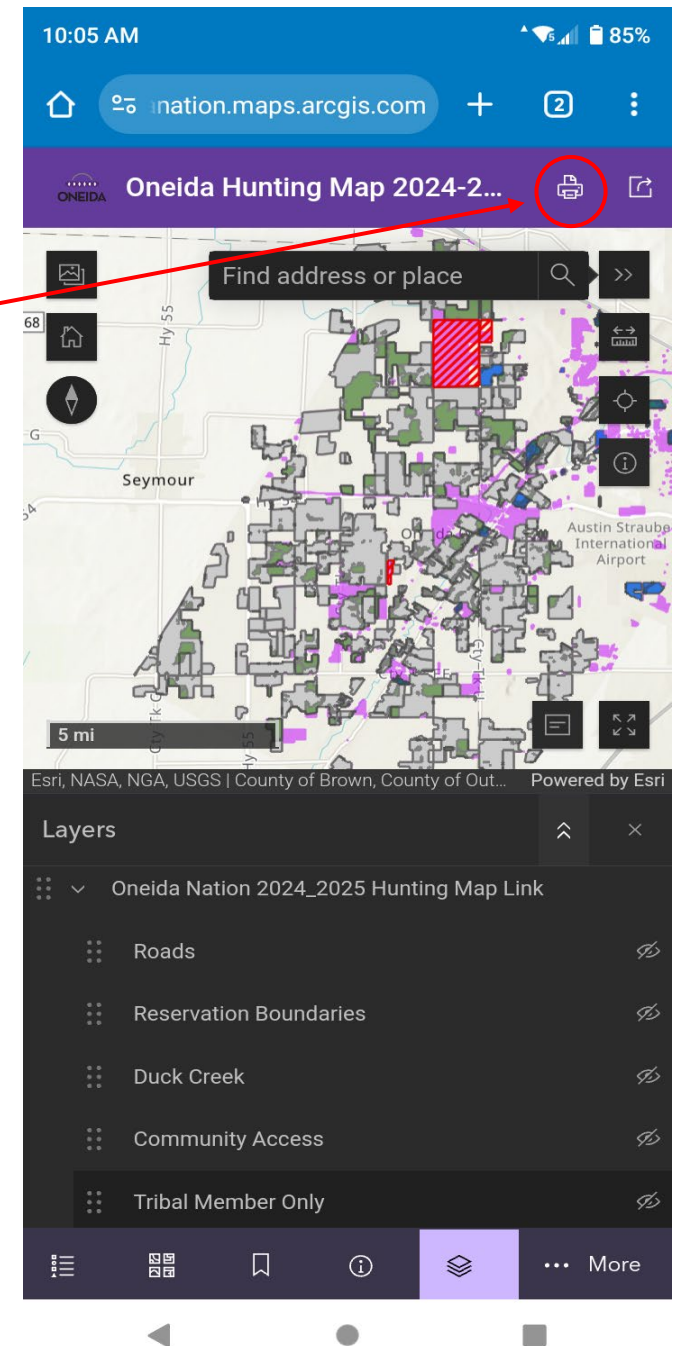 10:05 AM
5
85%
nation.maps.arcgis.com
2
ONEIDA
Oneida Hunting Map 2024-2...
Find address or place
68
Hy 55
G
Seymour
54
Austin Straube
International
Airport
5 mi
Hy 55
Esri, NASA, NGA, USGS | County of Brown, County of Out...
Powered by Esri
Layers
Oneida Nation 2024_2025 Hunting Map Link
Roads
Reservation Boundaries
Duck Creek
Community Access
Tribal Member Only
More